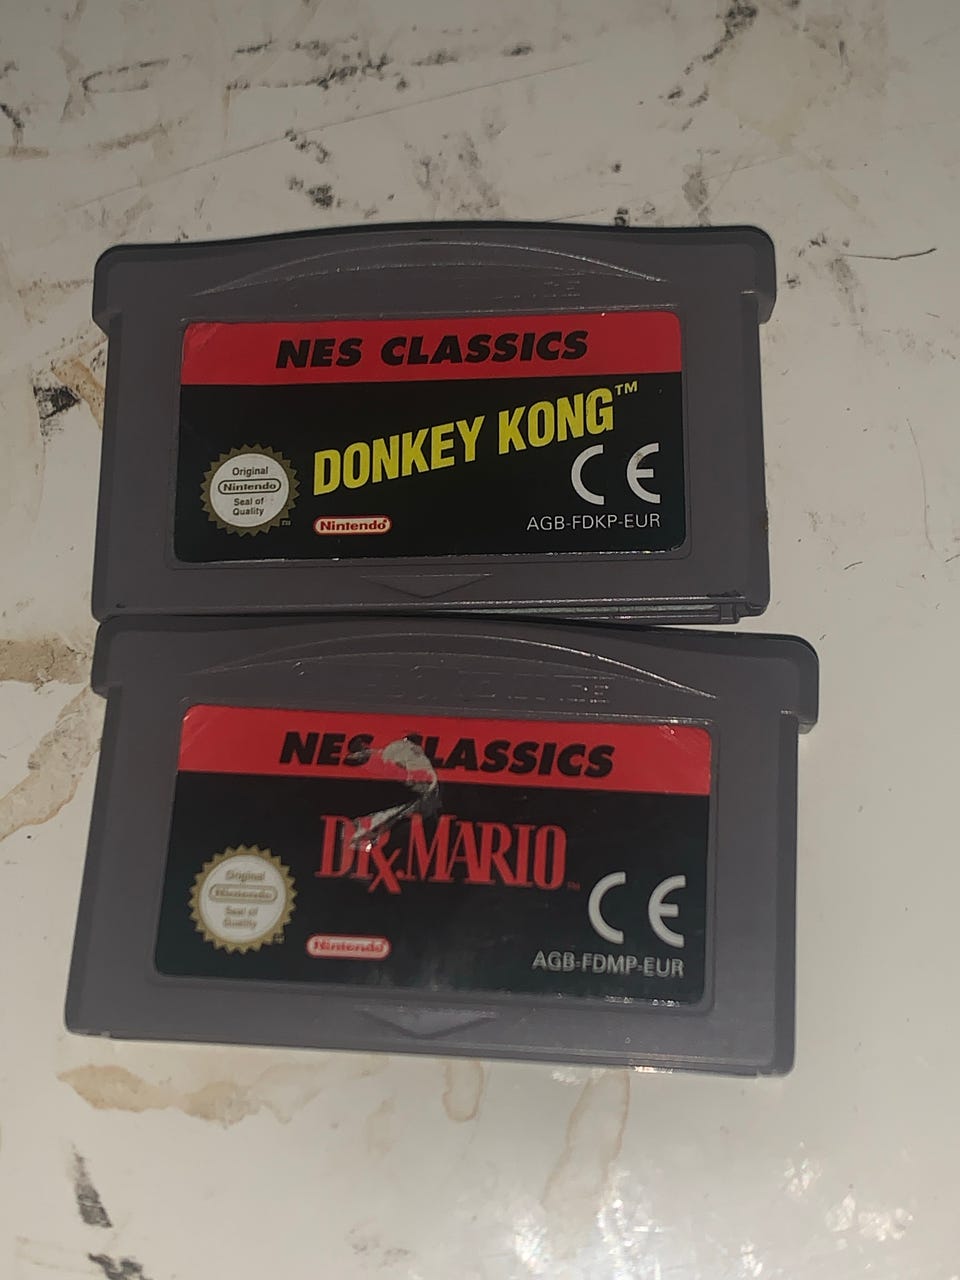 NES CLASSICS
DONKEY KONG™
Original
Nintendo
Seal of
Quality
Nintendo
CE
AGB-FDKP-EUR
NES CLASSICS
DR.MARIO™
Original
Nintendo
Seal of
Quality
Nintendo
CE
AGB-FDMP-EUR